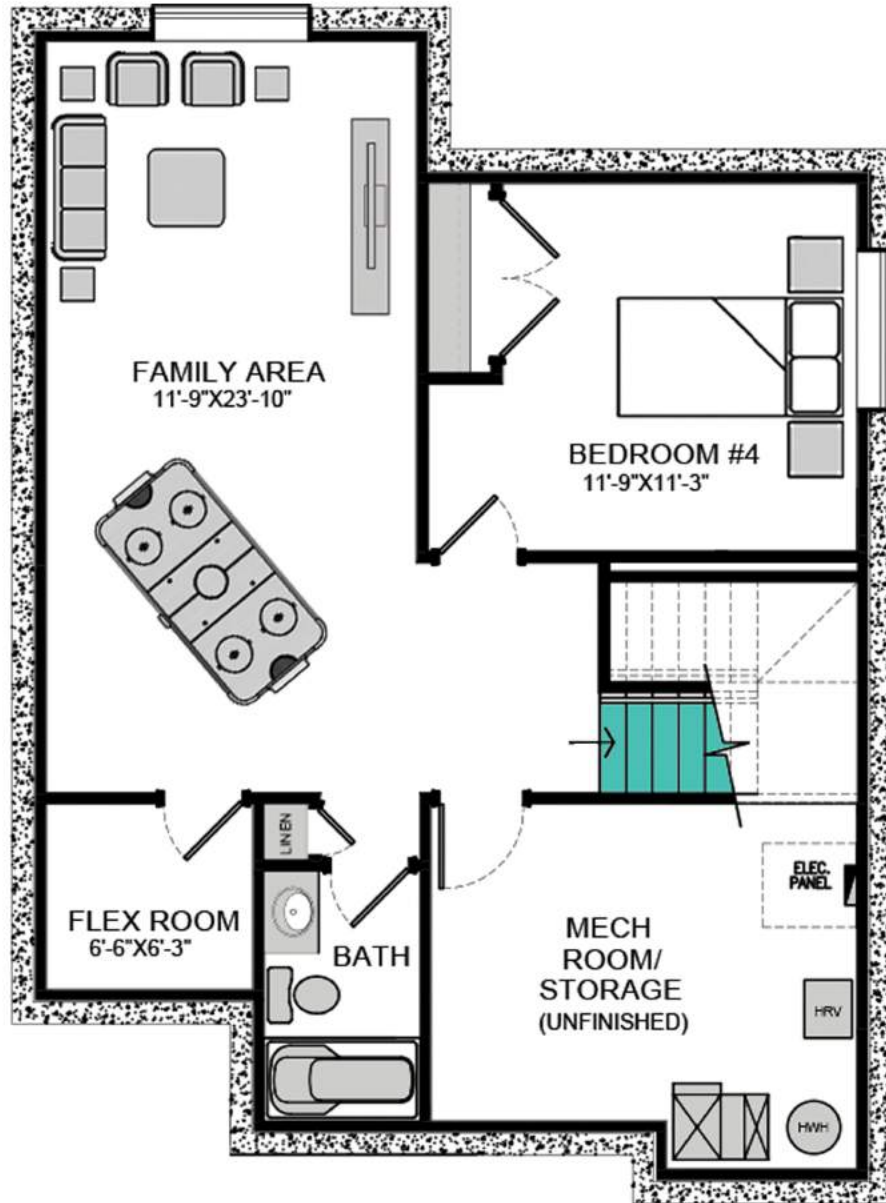 FAMILY AREA
11'-9"X23'-10"
BEDROOM #4
11'-9"X11'-3"
LINEN
ELEC.
PANEL
FLEX ROOM
6'-6"X6'-3"
BATH
MECH
ROOM/
STORAGE
(UNFINISHED)
HRV
HWH